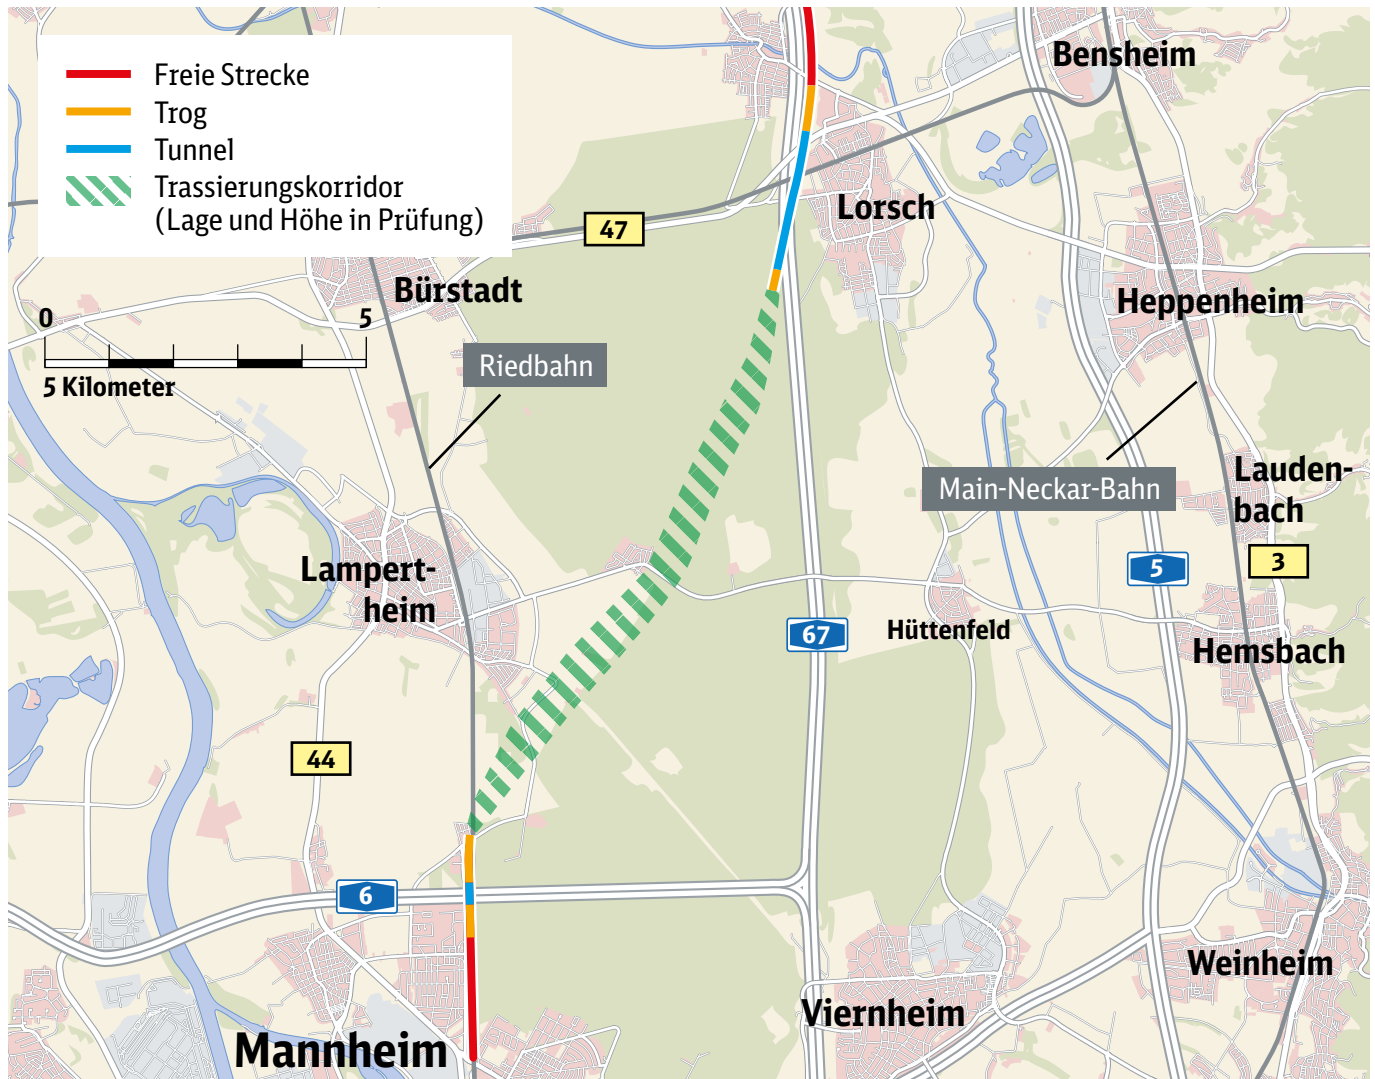 Freie Strecke
Trog
Tunnel
Trassierungskorridor
(Lage und Höhe in Prüfung)
Bensheim
Lorsch
47
Bürstadt
Heppenheim
0
5
5 Kilometer
Riedbahn
Main-Neckar-Bahn
Lauden-
bach
Lampert-
heim
5
3
67
Hüttenfeld
Hemsbach
44
6
Weinheim
Viernheim
Mannheim